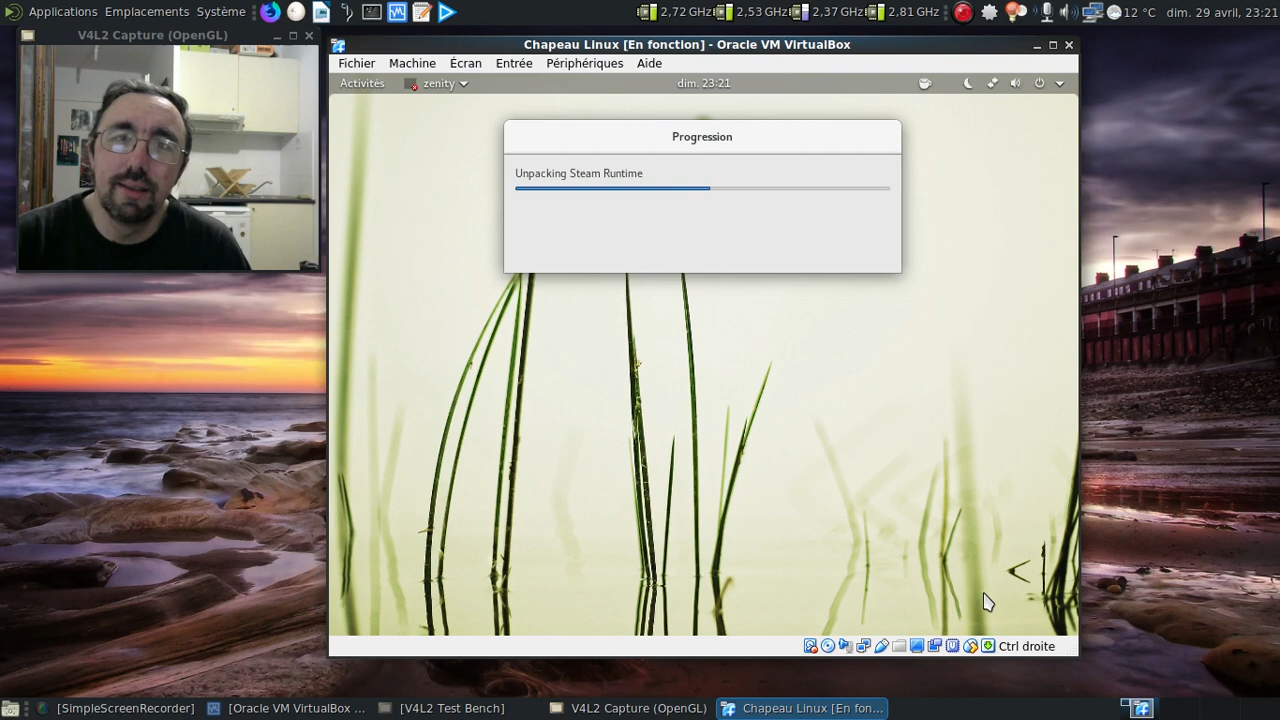 Applications Emplacements Système
2,72 GHz 2,53 GHz 2,37 GHz 2,81 GHz 12 °C dim. 29 avril, 23:21
V4L2 Capture (OpenGL)
Chapeau Linux [En fonction] - Oracle VM VirtualBox
Fichier Machine Écran Entrée Périphériques Aide
Activités zenity dim. 23:21
Progression
Unpacking Steam Runtime
Ctrl droite
[SimpleScreenRecorder] [Oracle VM VirtualBox ... [V4L2 Test Bench] V4L2 Capture (OpenGL) Chapeau Linux [En fon...